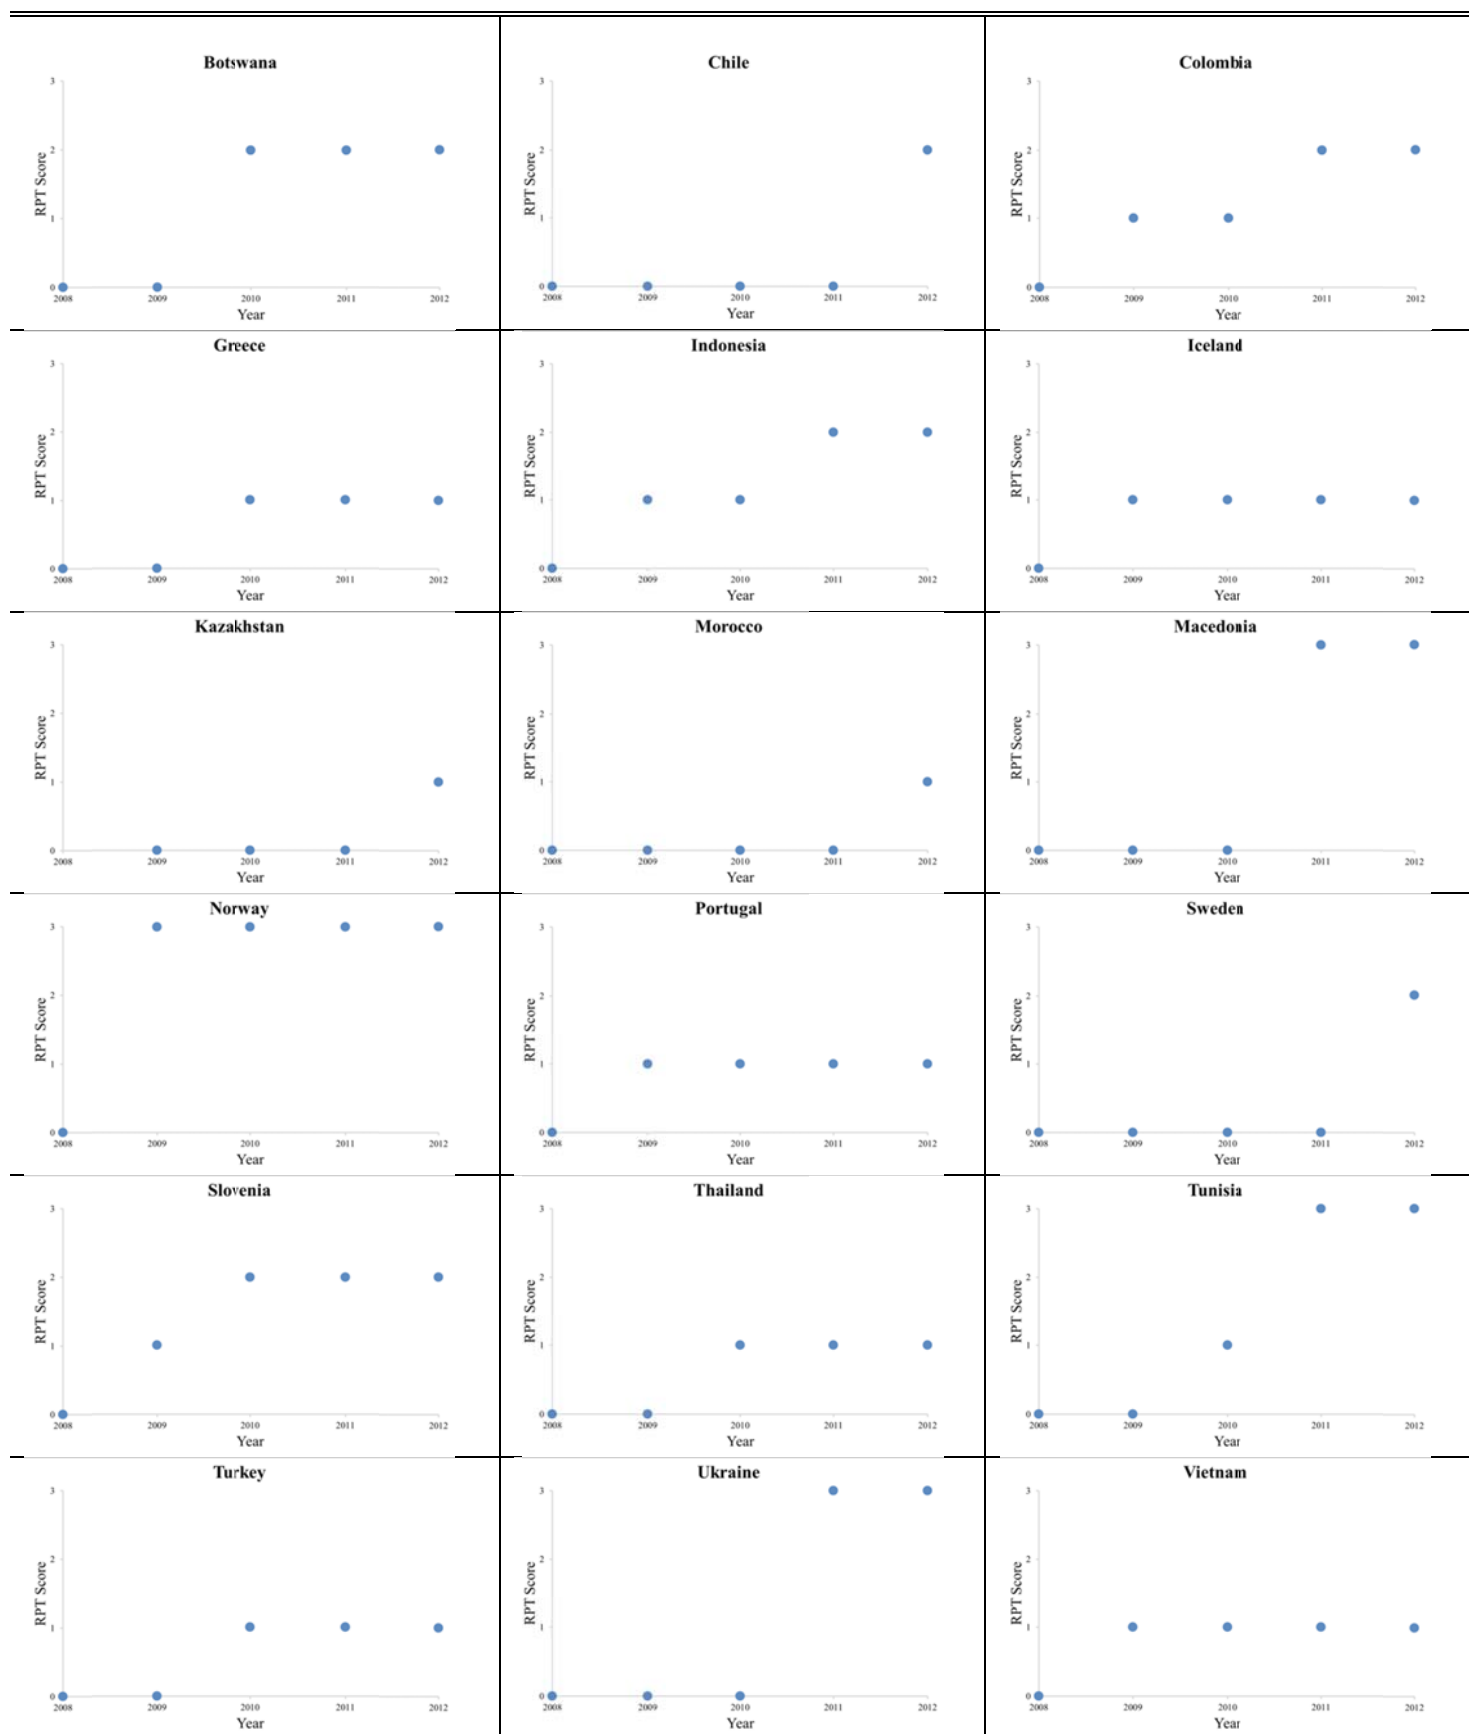 Botswana
3
2
1
0
RPT Score
2008 2009 2010 2011 2012
Year
Chile
3
2
1
0
RPT Score
2008 2009 2010 2011 2012
Year
Colombia
3
2
1
0
RPT Score
2008 2009 2010 2011 2012
Year
Greece
3
2
1
0
RPT Score
2008 2009 2010 2011 2012
Year
Indonesia
3
2
1
0
RPT Score
2008 2009 2010 2011 2012
Year
Iceland
3
2
1
0
RPT Score
2008 2009 2010 2011 2012
Year
Kazakhstan
3
2
1
0
RPT Score
2008 2009 2010 2011 2012
Year
Morocco
3
2
1
0
RPT Score
2008 2009 2010 2011 2012
Year
Macedonia
3
2
1
0
RPT Score
2008 2009 2010 2011 2012
Year
Norway
3
2
1
0
RPT Score
2008 2009 2010 2011 2012
Year
Portugal
3
2
1
0
RPT Score
2008 2009 2010 2011 2012
Year
Sweden
3
2
1
0
RPT Score
2008 2009 2010 2011 2012
Year
Slovenia
3
2
1
0
RPT Score
2008 2009 2010 2011 2012
Year
Thailand
3
2
1
0
RPT Score
2008 2009 2010 2011 2012
Year
Tunisia
3
2
1
0
RPT Score
2008 2009 2010 2011 2012
Year
Turkey
3
2
1
0
RPT Score
2008 2009 2010 2011 2012
Year
Ukraine
3
2
1
0
RPT Score
2008 2009 2010 2011 2012
Year
Vietnam
3
2
1
0
RPT Score
2008 2009 2010 2011 2012
Year